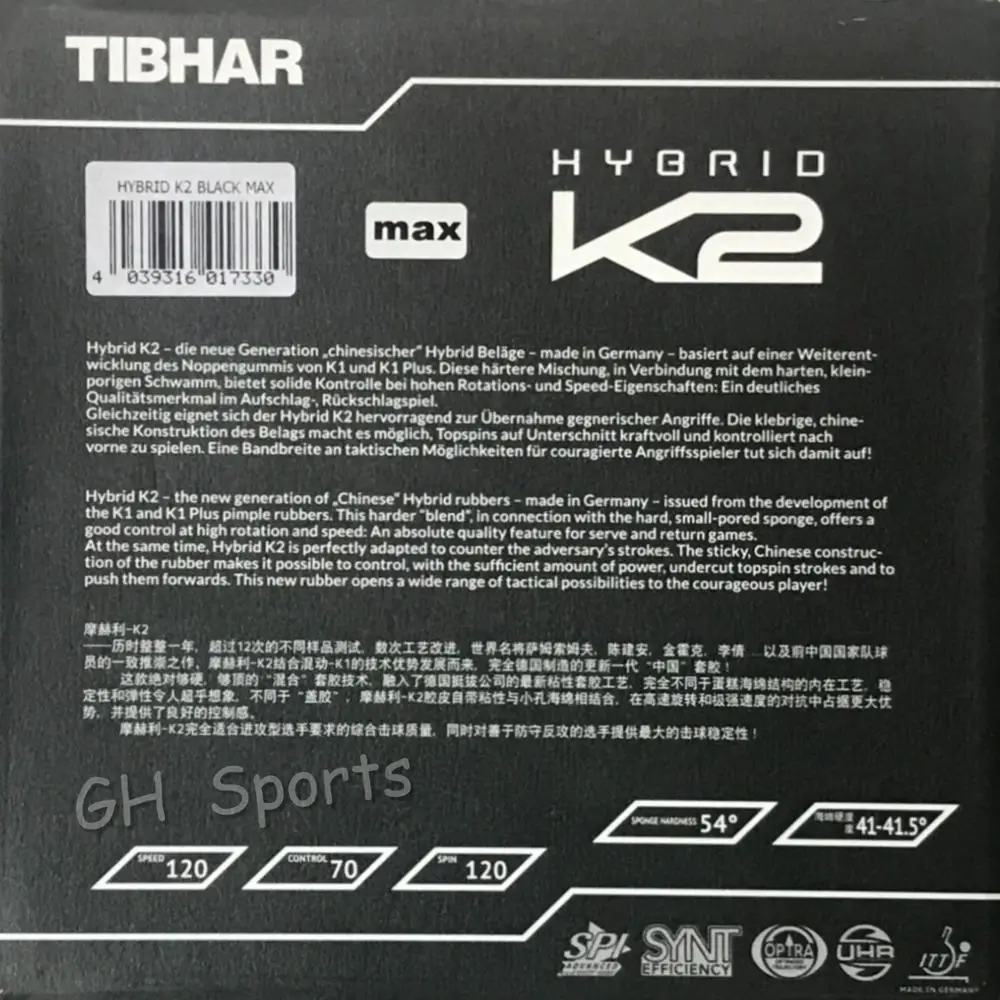 TIBHAR
HYBRID K2 BLACK MAX
4 039316 017330
max
HYBRID
K2
Hybrid K2 – die neue Generation „chinesischer" Hybrid Beläge – made in Germany – basiert auf einer Weiterent-
wicklung des Noppengummis von K1 und K1 Plus. Diese härtere Mischung, in Verbindung mit dem harten, klein-
porigen Schwamm, bietet solide Kontrolle bei hohen Rotations- und Speed-Eigenschaften: Ein deutliches
Qualitätsmerkmal im Aufschlag-, Rückschlagspiel.
Gleichzeitig eignet sich der Hybrid K2 hervorragend zur Übernahme gegnerischer Angriffe. Die klebrige, chine-
sische Konstruktion des Belags macht es möglich, Topspins auf Unterschnitt kraftvoll und kontrolliert nach
vorne zu spielen. Eine Bandbreite an taktischen Möglichkeiten für couragierte Angriffsspieler tut sich damit auf!
Hybrid K2 – the new generation of „Chinese" Hybrid rubbers – made in Germany – issued from the development of
the K1 and K1 Plus pimple rubbers. This harder "blend", in connection with the hard, small-pored sponge, offers a
good control at high rotation and speed: An absolute quality feature for serve and return games.
At the same time, Hybrid K2 is perfectly adapted to counter the adversary's strokes. The sticky, Chinese construc-
tion of the rubber makes it possible to control, with the sufficient amount of power, undercut topspin strokes and to
push them forwards. This new rubber opens a wide range of tactical possibilities to the courageous player!
摩赫利-K2
——历时整整一年，超过12次的不同样品测试，数次工艺改进，世界名将萨姆索姆夫，陈建安，金霍克，李倩 ...以及前中国国家队球
员的一致推崇之作。摩赫利-K2结合混动-K1的技术优势发展而来，完全德国制造的更新一代“中国”套胶！
这款绝对够硬，够顶的“混合”套胶技术，融入了德国挺拔公司的最新粘性套胶工艺，完全不同于蛋糕海绵结构的内在工艺，稳
定性和弹性令人超乎想象，不同于“盖胶”，摩赫利-K2胶皮自带粘性与小孔海绵相结合，在高速旋转和极强速度的对抗中占据更大优
势，并提供了良好的控制感。
摩赫利-K2完全适合进攻型选手要求的综合击球质量，同时对善于防守反攻的选手提供最大的击球稳定性！
GH Sports
SPONGE HARDNESS 54°
41-41.5°
SPEED 120
CONTROL 70
SPIN 120
SPI
ADVANCED
SYNT
EFFICIENCY
OPTRA
UHR
ITTF
MADE IN GERMANY